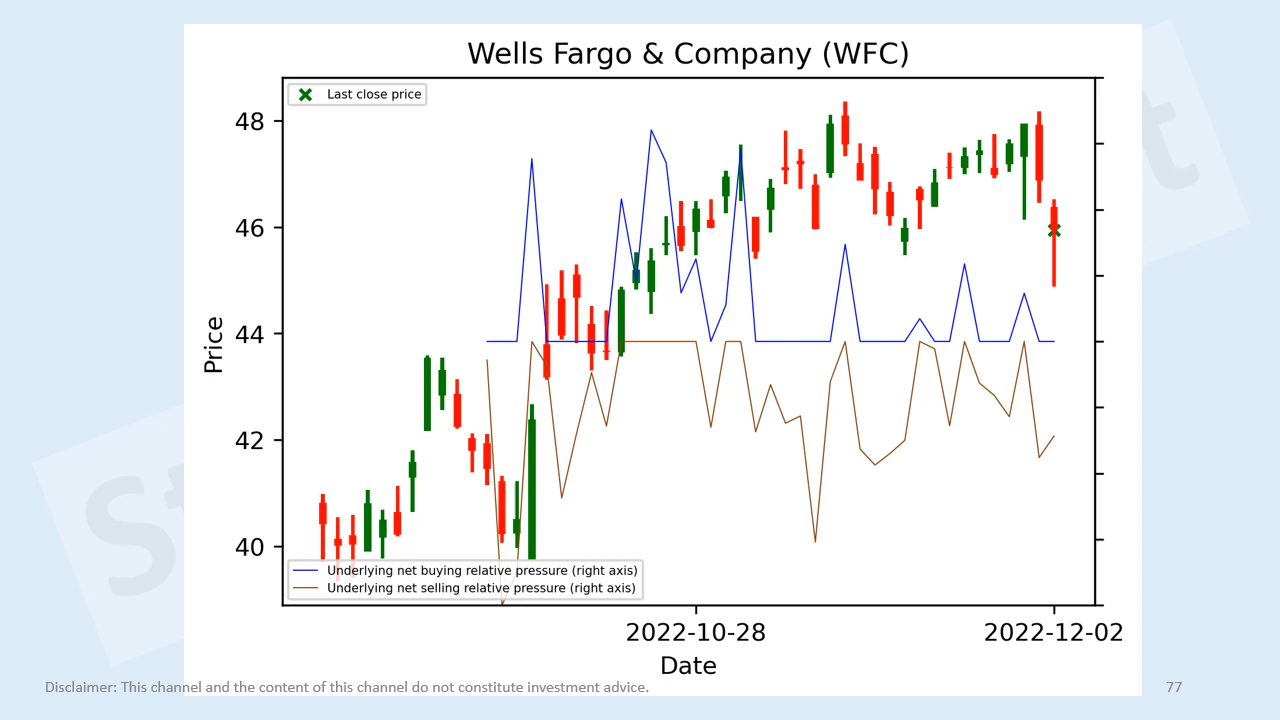 Wells Fargo & Company (WFC)
Last close price
48
46
44
42
40
Price
Underlying net buying relative pressure (right axis)
Underlying net selling relative pressure (right axis)
2022-10-28
2022-12-02
Date
Disclaimer: This channel and the content of this channel do not constitute investment advice.
77